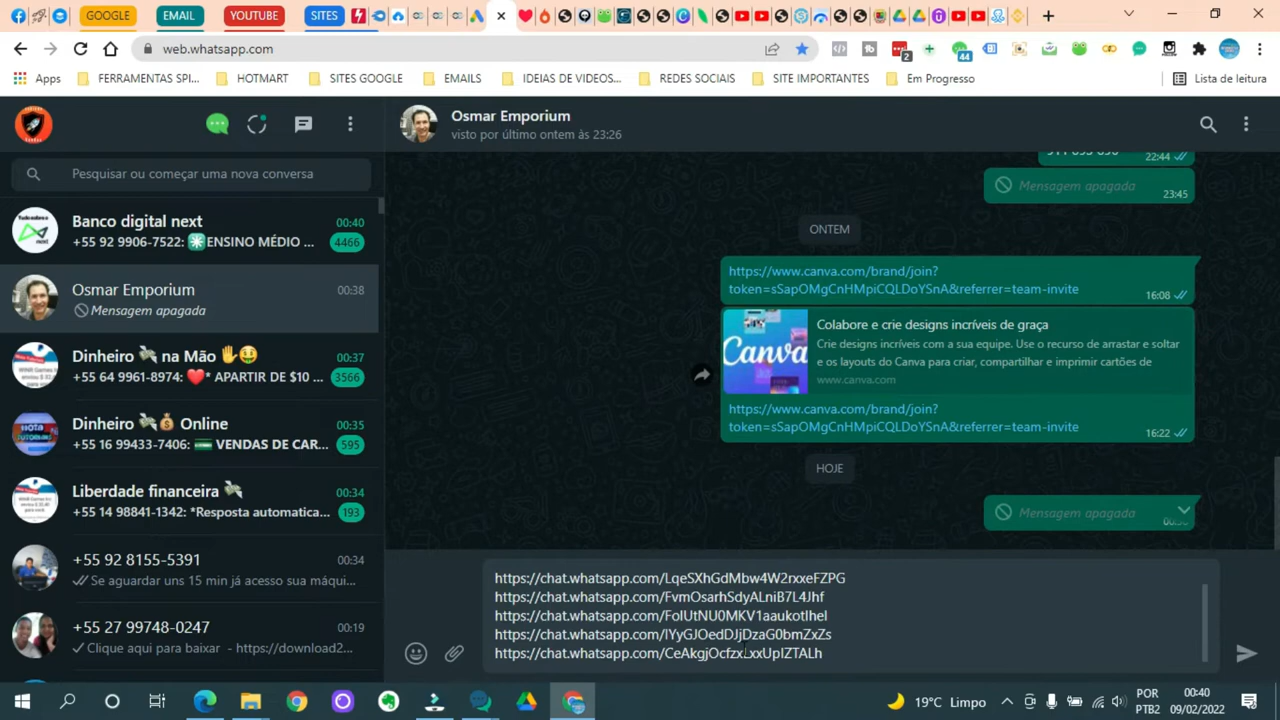 GOOGLE
EMAIL
YOUTUBE
SITES
web.whatsapp.com
2
44
Apps
FERRAMENTAS SPI...
HOTMART
SITES GOOGLE
EMAILS
IDEIAS DE VIDEOS...
REDES SOCIAIS
SITE IMPORTANTES
Em Progresso
Lista de leitura
Osmar Emporium
visto por último ontem às 23:26
Pesquisar ou começar uma nova conversa
22:44
Mensagem apagada
23:45
ONTEM
https://www.canva.com/brand/join?
token=sSapOMgCnHMpiCQLDoYSnA&referrer=team-invite
16:08
Colabore e crie designs incríveis de graça
Crie designs incríveis com a sua equipe. Use o recurso de arrastar e soltar
e os layouts do Canva para criar, compartilhar e imprimir cartões de
www.canva.com
https://www.canva.com/brand/join?
token=sSapOMgCnHMpiCQLDoYSnA&referrer=team-invite
16:22
HOJE
Mensagem apagada
Banco digital next
00:40
+55 92 9906-7522: ✳️ENSINO MÉDIO ...
4466
Osmar Emporium
00:38
Mensagem apagada
Dinheiro 💸 na Mão ✋🤑
00:37
+55 64 9961-8974: ❤️* APARTIR DE $10 ...
3566
Dinheiro 💸💰 Online
00:35
+55 16 99433-7406: 💳 VENDAS DE CAR...
595
Liberdade financeira 💸
00:34
+55 14 98841-1342: *Resposta automatica...
193
+55 92 8155-5391
00:34
Se aguardar uns 15 min já acesso sua máqui...
+55 27 99748-0247
00:19
Clique aqui para baixar - https://download2...
https://chat.whatsapp.com/LqeSXhGdMbw4W2rxxeFZPG
https://chat.whatsapp.com/FvmOsarhSdyALniB7L4Jhf
https://chat.whatsapp.com/FolUtNU0MKV1aaukotlhel
https://chat.whatsapp.com/IYyGJOedDJjDzaG0bmZxZs
https://chat.whatsapp.com/CeAkgjOcfzxLxxUpIZTALh
19°C Limpo
POR
PTB2
00:40
09/02/2022